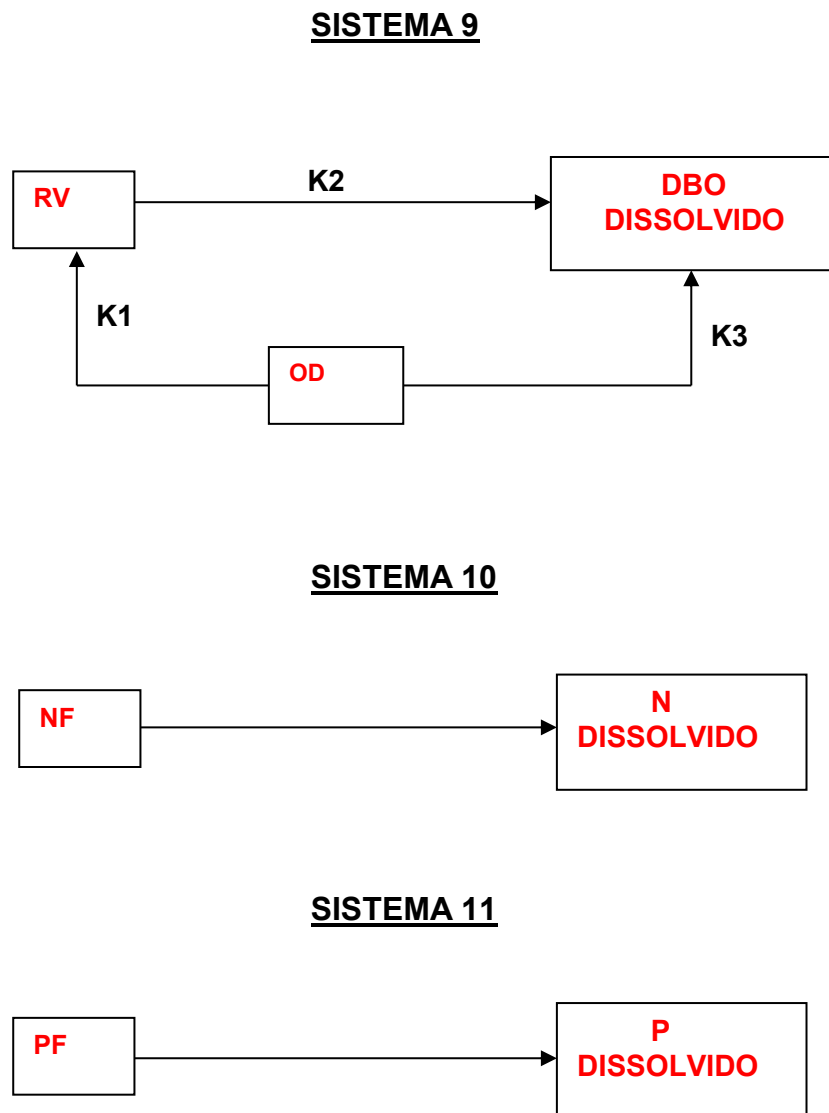 SISTEMA 9
RV
K2
DBO
DISSOLVIDO
K1
K3
OD
SISTEMA 10
NF
N
DISSOLVIDO
SISTEMA 11
PF
P
DISSOLVIDO